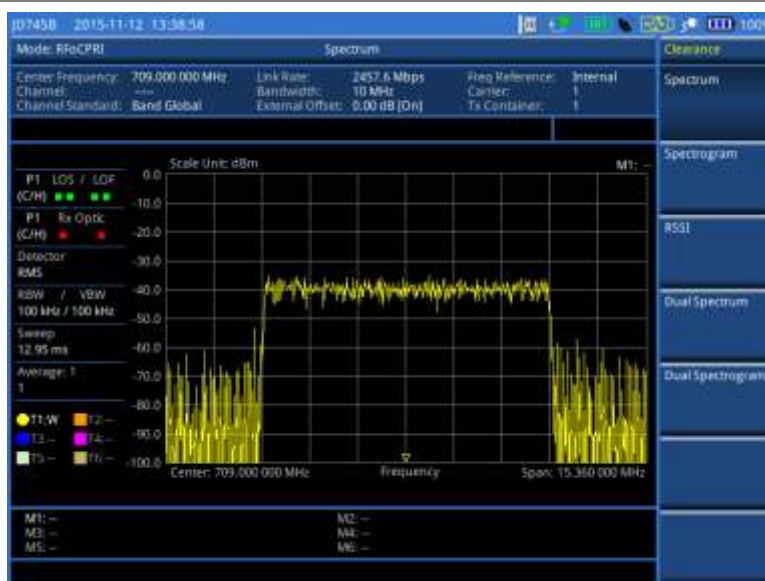 JD745B 2015-11-12 13:38:58 100%
Mode: RFoCPRI Spectrum
Clearance
Center Frequency: 709.000 000 MHz Link Rate: 2457.6 Mbps Freq Reference: Internal
Channel: ---- Bandwidth: 10 MHz Carrier: 1
Channel Standard: Band Global External Offset: 0.00 dB [On] Tx Container: 1
Spectrum
Spectrogram
RSSI
Dual Spectrum
Dual Spectrogram
Scale Unit: dBm M1: --
P1 LOS / LOF
(C/H)
P1 Rx Optic
(C/H)
Detector
RMS
RBW / VBW
100 kHz / 100 kHz
Sweep
12.95 ms
Average: 1
1
T1:W T2:--
T3:-- T4:--
T5:-- T6:--
0.0
-10.0
-20.0
-30.0
-40.0
-50.0
-60.0
-70.0
-80.0
-90.0
-100.0
Center: 709.000 000 MHz Frequency Span: 15.360 000 MHz
M1: -- M2: --
M3: -- M4: --
M5: -- M6: --